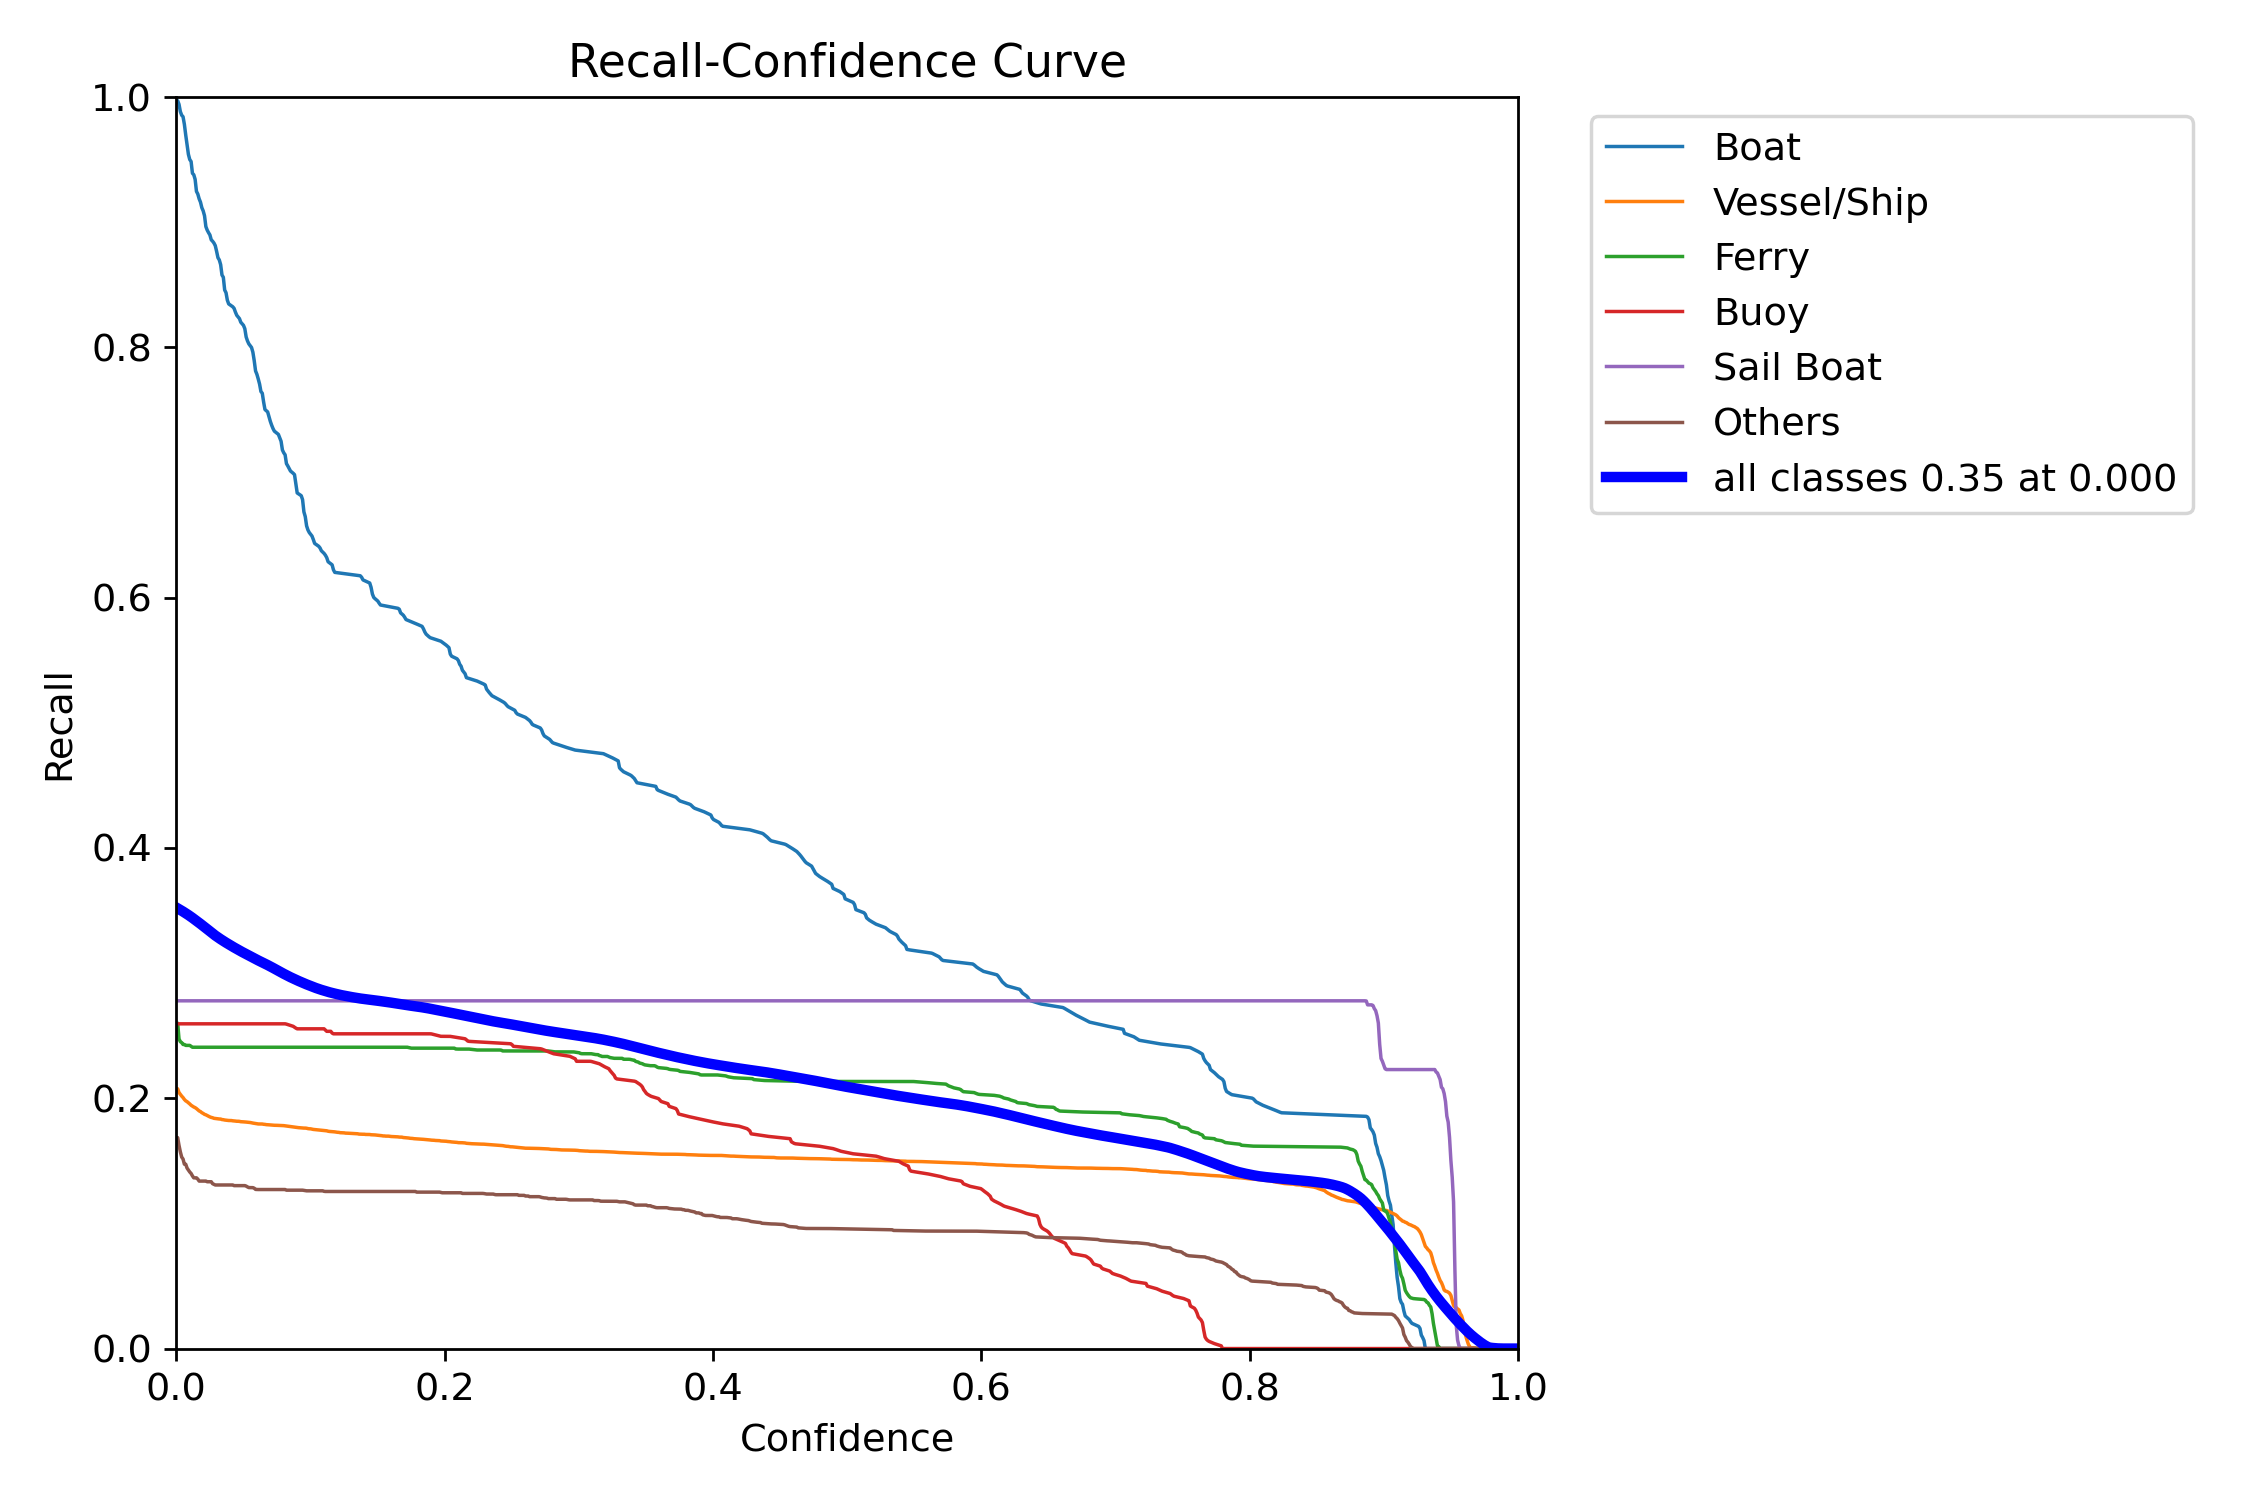 Recall-Confidence Curve
1.0
0.8
0.6
0.4
0.2
0.0
Recall
0.0 0.2 0.4 0.6 0.8 1.0
Confidence
Boat
Vessel/Ship
Ferry
Buoy
Sail Boat
Others
all classes 0.35 at 0.000